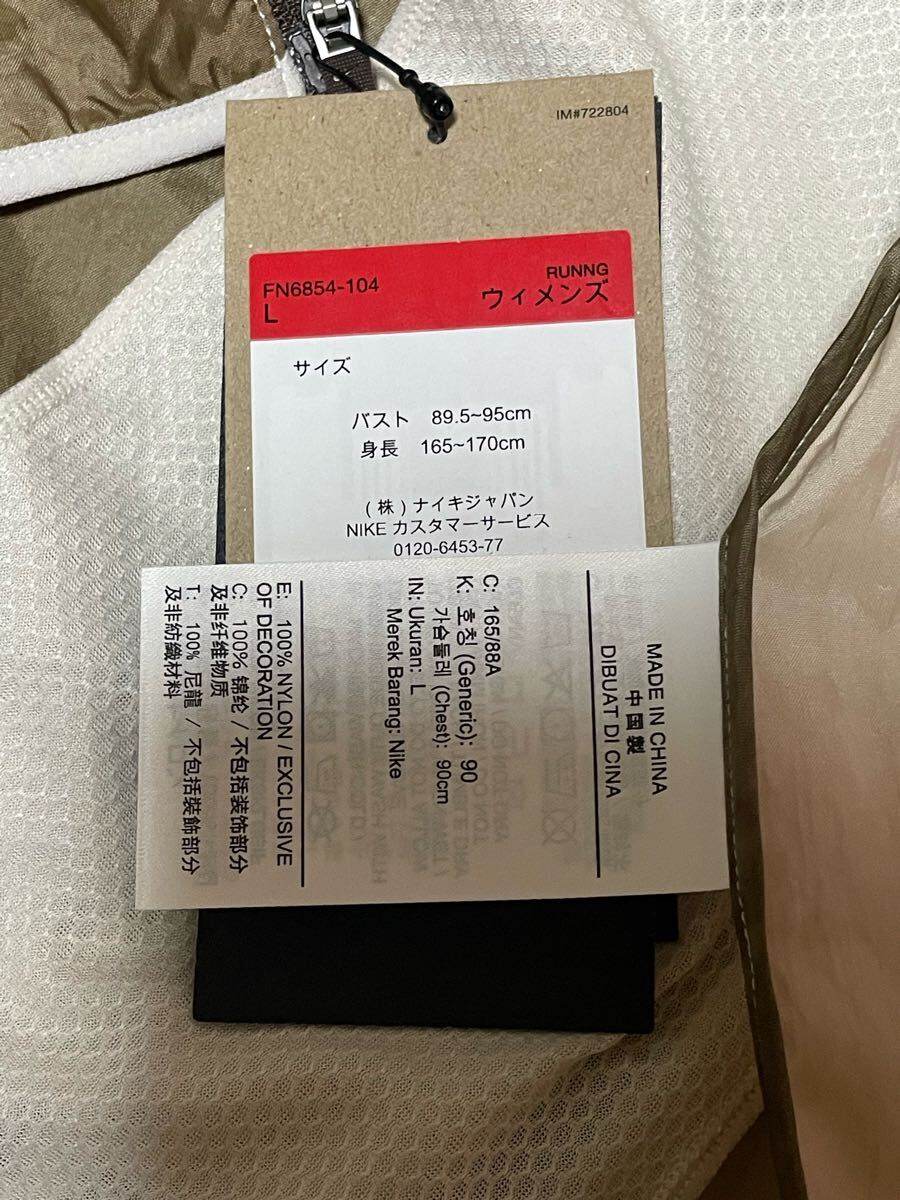 IM#722804
RUNNG
FN6854-104
ウィメンズ
L
サイズ
バスト 89.5~95cm
身長 165~170cm
(株)ナイキジャパン
NIKE カスタマーサービス
0120-6453-77
MADE IN CHINA
中国製
DIBUAT DI CINA
C: 165/88A
K: 호칭 (Generic): 90
가슴둘레 (Chest): 90cm
IN: Ukuran: L
Merek Barang: Nike
E: 100% NYLON / EXCLUSIVE
OF DECORATION
C: 100% 锦纶 / 不包括装饰部分
及非纤维物质
T: 100% 尼龍 / 不包括裝飾部分
及非紡織材料